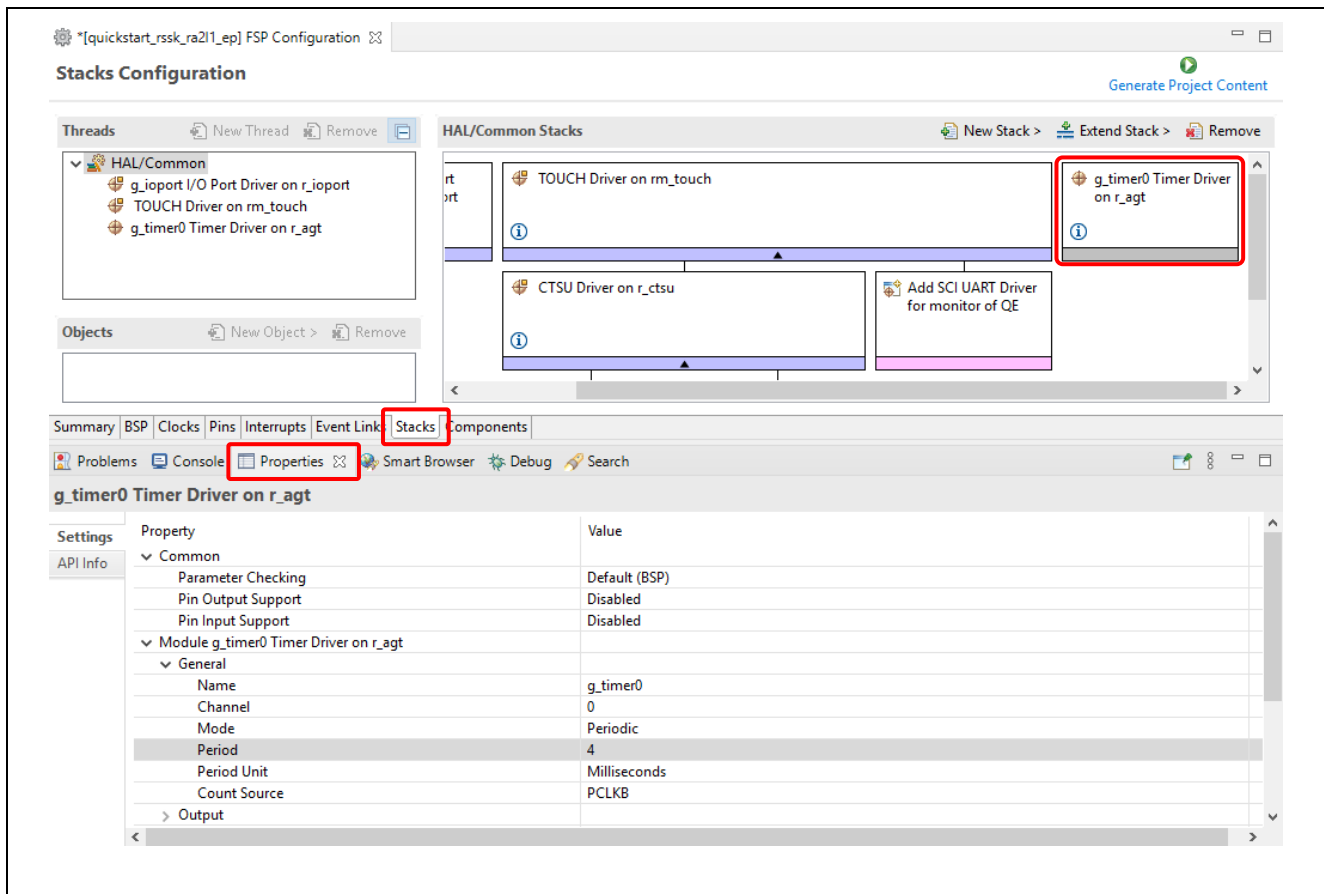 *[quickstart_rssk_ra2l1_ep] FSP Configuration
Stacks Configuration
Generate Project Content
Threads
New Thread
Remove
HAL/Common
g_ioport I/O Port Driver on r_ioport
TOUCH Driver on rm_touch
g_timer0 Timer Driver on r_agt
Objects
New Object >
Remove
HAL/Common Stacks
New Stack >
Extend Stack >
Remove
rt
ort
TOUCH Driver on rm_touch
g_timer0 Timer Driver
on r_agt
CTSU Driver on r_ctsu
Add SCI UART Driver
for monitor of QE
Summary BSP Clocks Pins Interrupts Event Links Stacks Components
Problems Console Properties Smart Browser Debug Search
g_timer0 Timer Driver on r_agt
Settings
API Info
Property Value
Common
Parameter Checking Default (BSP)
Pin Output Support Disabled
Pin Input Support Disabled
Module g_timer0 Timer Driver on r_agt
General
Name g_timer0
Channel 0
Mode Periodic
Period 4
Period Unit Milliseconds
Count Source PCLKB
Output